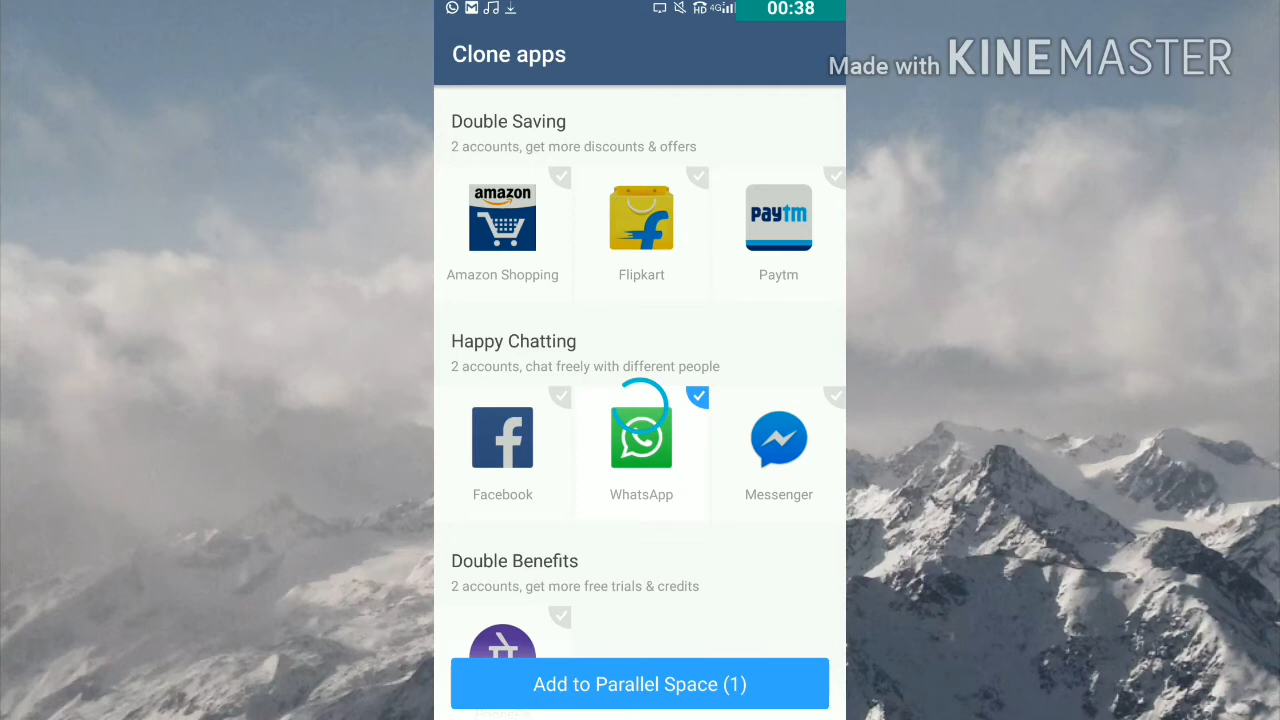 00:38
HD 4G
Clone apps
Made with KINEMASTER
Double Saving
2 accounts, get more discounts & offers
amazon
paytm
Amazon Shopping
Flipkart
Paytm
Happy Chatting
2 accounts, chat freely with different people
Facebook
WhatsApp
Messenger
Double Benefits
2 accounts, get more free trials & credits
Add to Parallel Space (1)